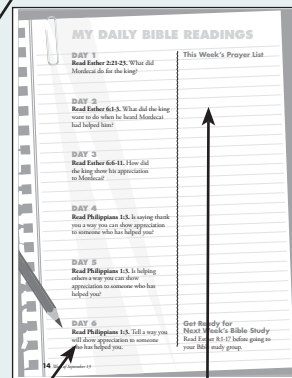 MY DAILY BIBLE READINGS
DAY 1
Read Esther 2:21-23. What did
Mordecai do for the king?
DAY 2
Read Esther 6:1-3. What did the king
want to do when he heard Mordecai
had helped him?
DAY 3
Read Esther 6:6-11. How did
the king show his appreciation
to Mordecai?
DAY 4
Read Philippians 1:3. Is saying thank
you a way you can show appreciation
to someone who has helped you?
DAY 5
Read Philippians 1:3. Is helping
others a way you can show
appreciation to someone who has
helped you?
DAY 6
Read Philippians 1:3. Tell a way you
will show appreciation to someone
who has helped you.
14
This Week's Prayer List
Get Ready for
Next Week's Bible Study
Read Esther 8:1-17 before going to
your Bible study group.